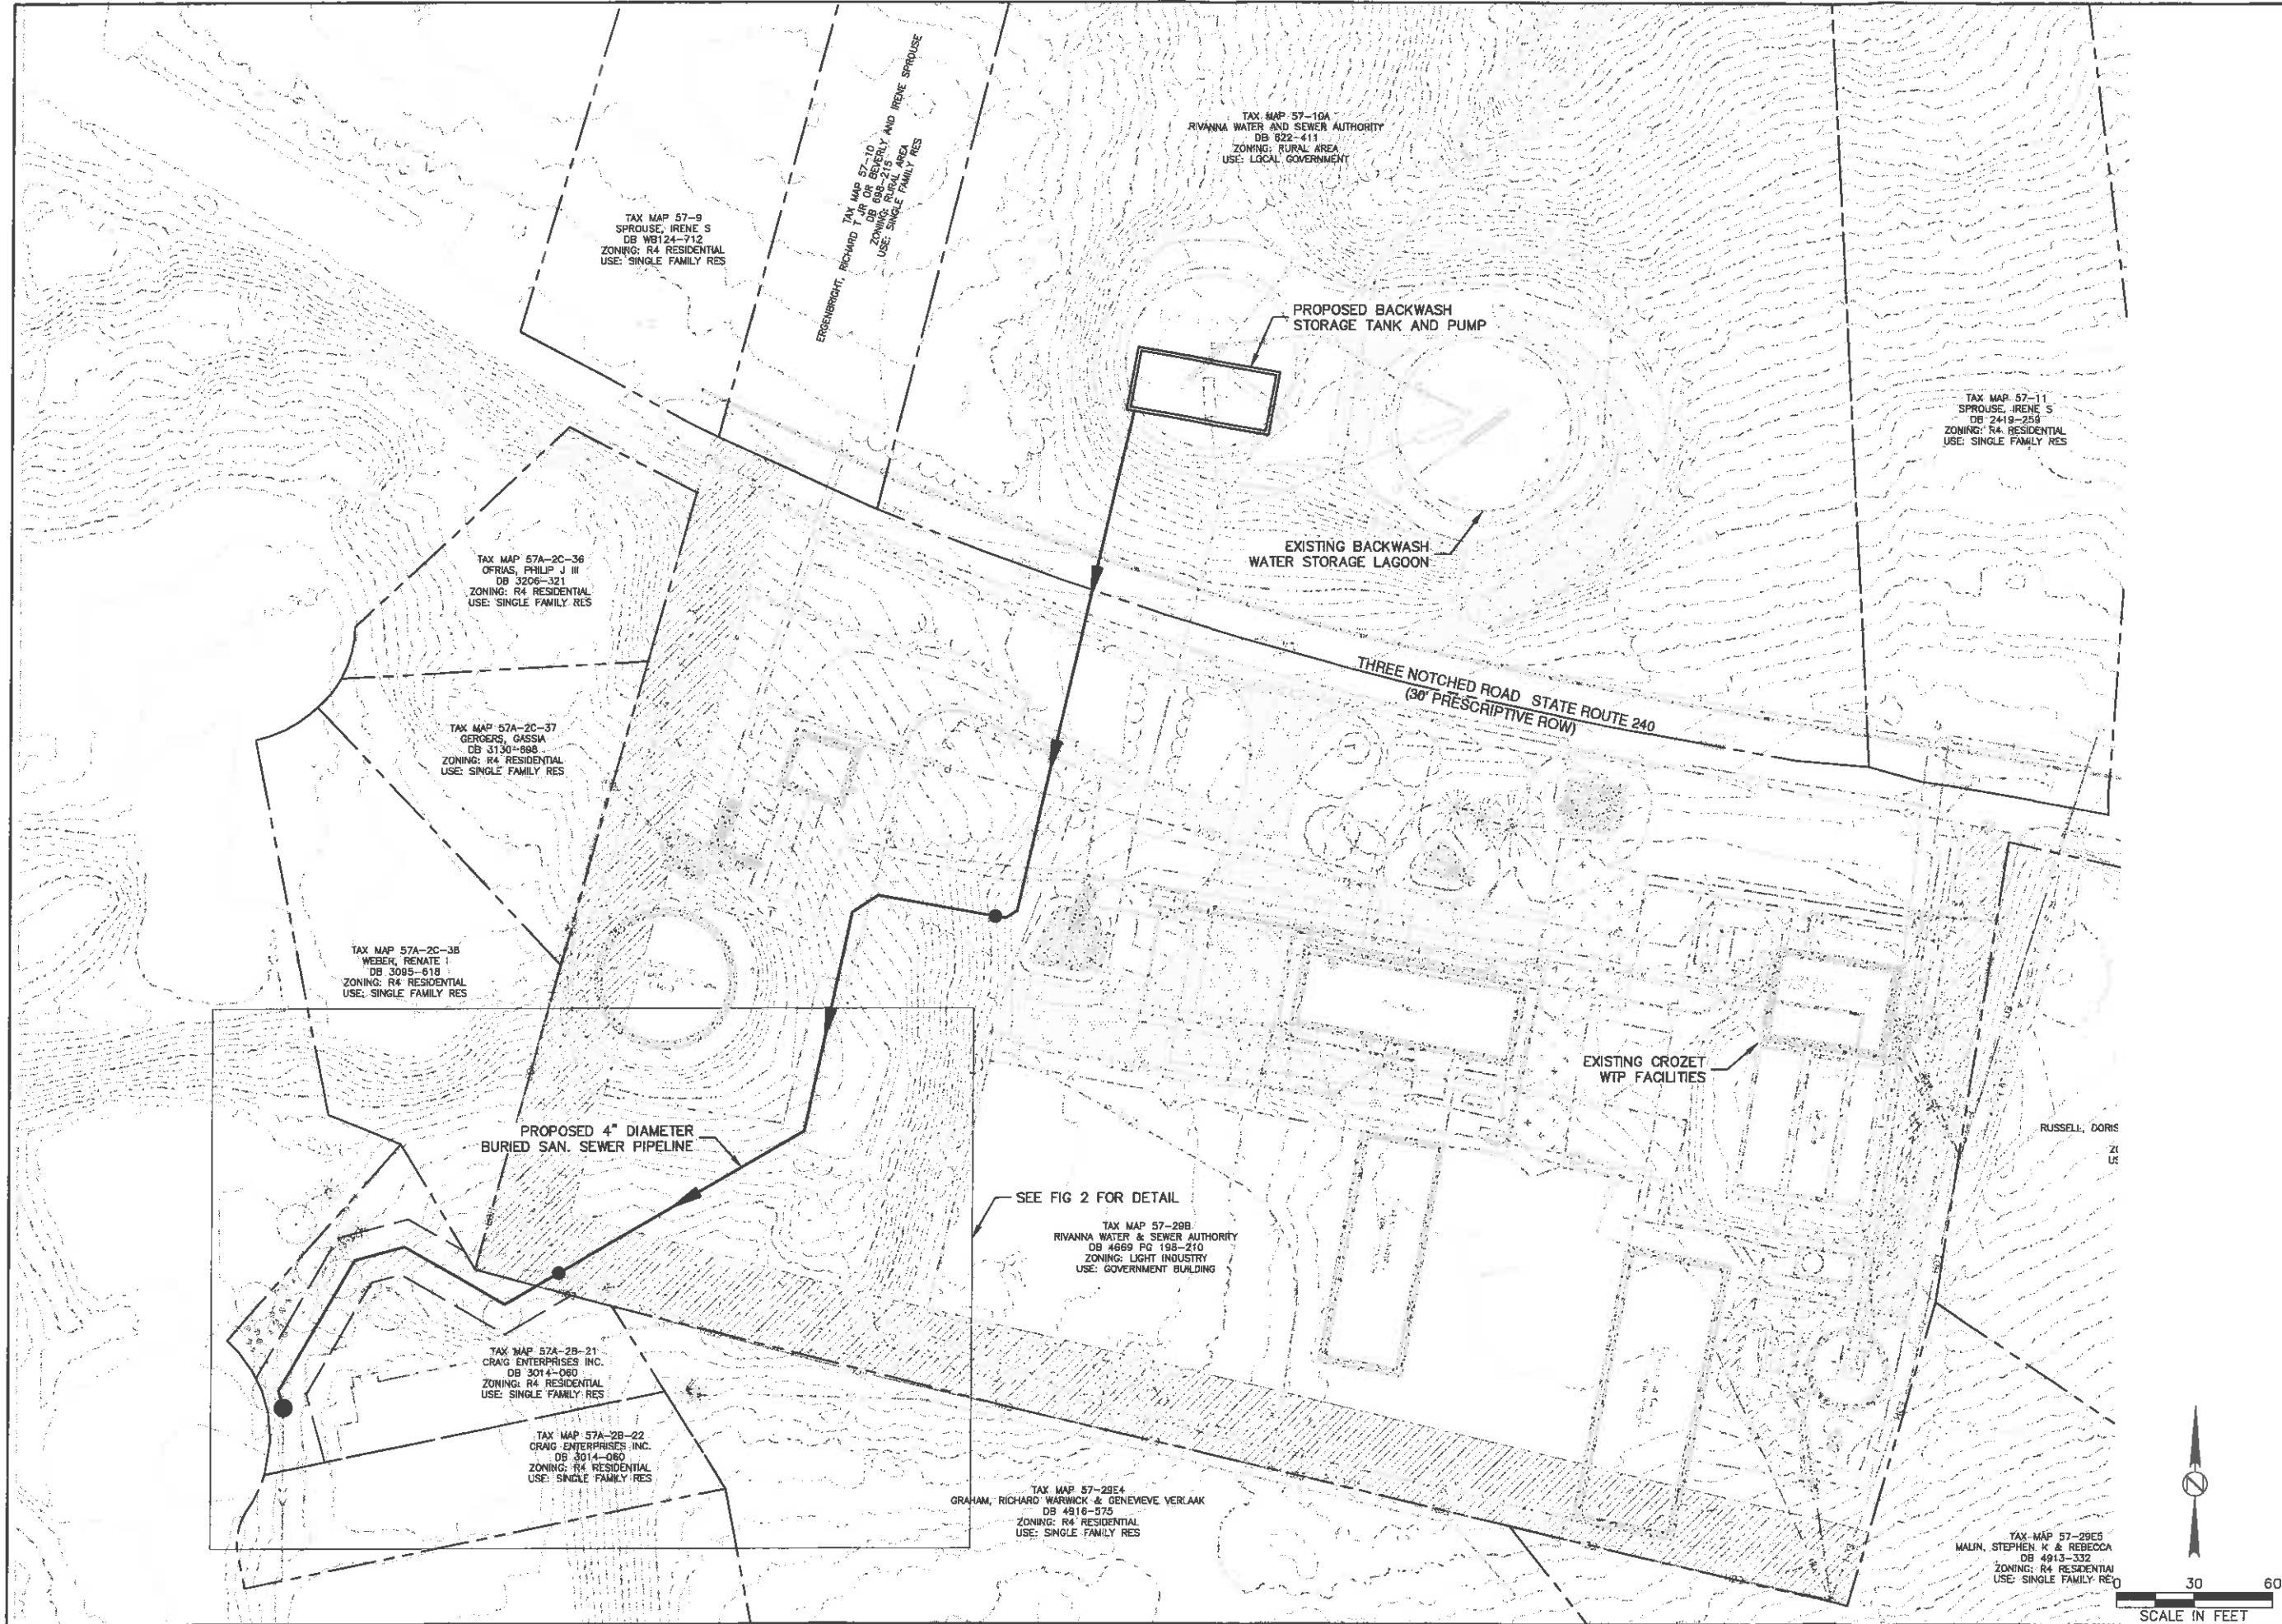 TAX MAP 57-9
SPROUSE, IRENE S
DB WB124-712
ZONING: R4 RESIDENTIAL
USE: SINGLE FAMILY RES
TAX MAP 57-10
ERGENBRIGHT, RICHARD T JR OR BEVERLY AND IRENE SPROUSE
DB 698-215
ZONING: RURAL AREA
USE: SINGLE FAMILY RES
TAX MAP 57-10A
RIVANNA WATER AND SEWER AUTHORITY
DB 622-411
ZONING: RURAL AREA
USE: LOCAL GOVERNMENT
PROPOSED BACKWASH
STORAGE TANK AND PUMP
TAX MAP 57-11
SPROUSE, IRENE S
DB 2419-259
ZONING: R4 RESIDENTIAL
USE: SINGLE FAMILY RES
EXISTING BACKWASH
WATER STORAGE LAGOON
TAX MAP 57A-2C-36
OFRIAS, PHILIP J III
DB 3206-321
ZONING: R4 RESIDENTIAL
USE: SINGLE FAMILY RES
THREE NOTCHED ROAD STATE ROUTE 240
(30' PRESCRIPTIVE ROW)
TAX MAP 57A-2C-37
GERGERS, GASSIA
DB 3130-698
ZONING: R4 RESIDENTIAL
USE: SINGLE FAMILY RES
TAX MAP 57A-2C-38
WEBER, RENATE I
DB 3095-618
ZONING: R4 RESIDENTIAL
USE: SINGLE FAMILY RES
EXISTING CROZET
WTP FACILITIES
PROPOSED 4" DIAMETER
BURIED SAN. SEWER PIPELINE
RUSSELL, DORIS
ZO
US
SEE FIG 2 FOR DETAIL
TAX MAP 57-29B
RIVANNA WATER & SEWER AUTHORITY
DB 4669 PG 198-210
ZONING: LIGHT INDUSTRY
USE: GOVERNMENT BUILDING
TAX MAP 57A-2B-21
CRAIG ENTERPRISES INC.
DB 3014-060
ZONING: R4 RESIDENTIAL
USE: SINGLE FAMILY RES
TAX MAP 57A-2B-22
CRAIG ENTERPRISES INC.
DB 3014-060
ZONING: R4 RESIDENTIAL
USE: SINGLE FAMILY RES
TAX MAP 57-29E4
GRAHAM, RICHARD WARWICK & GENEVIEVE VERLAAK
DB 4916-575
ZONING: R4 RESIDENTIAL
USE: SINGLE FAMILY RES
TAX MAP 57-29E5
MALIN, STEPHEN K & REBECCA
DB 4913-332
ZONING: R4 RESIDENTIAL
USE: SINGLE FAMILY RES
N
0 30 60
SCALE IN FEET